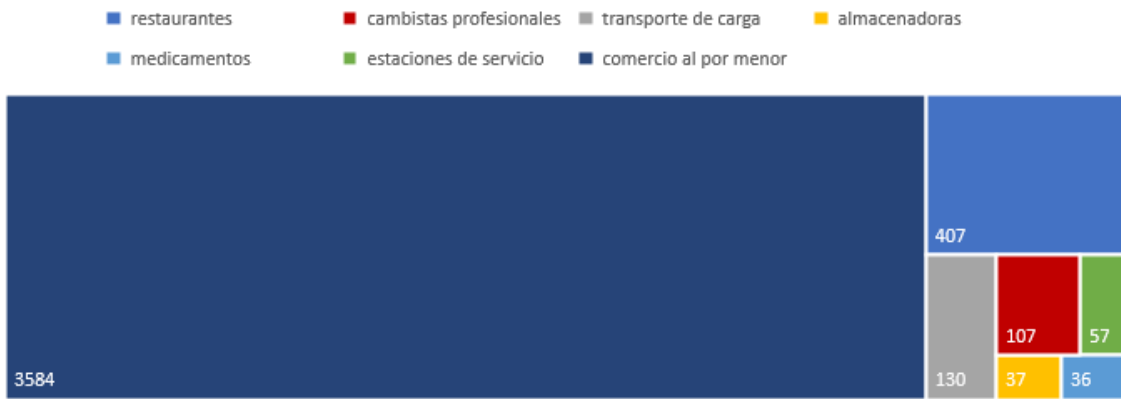 restaurantes cambistas profesionales transporte de carga almacenadoras
medicamentos estaciones de servicio comercio al por menor
407
107 57
3584 130 37 36